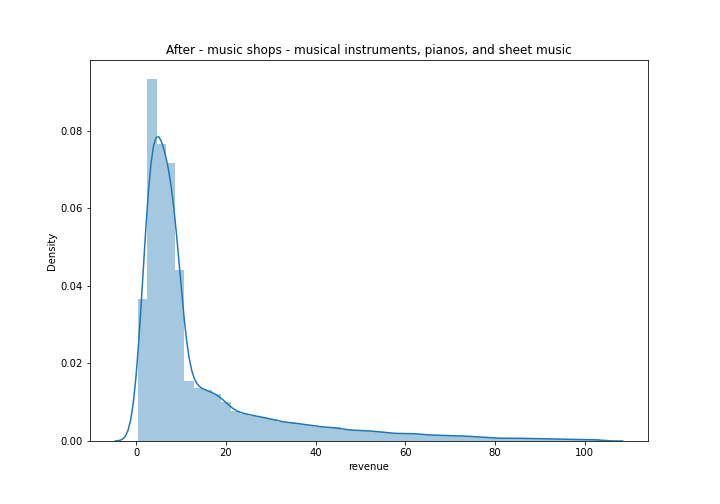 After - music shops - musical instruments, pianos, and sheet music
Density
0.08
0.06
0.04
0.02
0.00
0 20 40 60 80 100
revenue